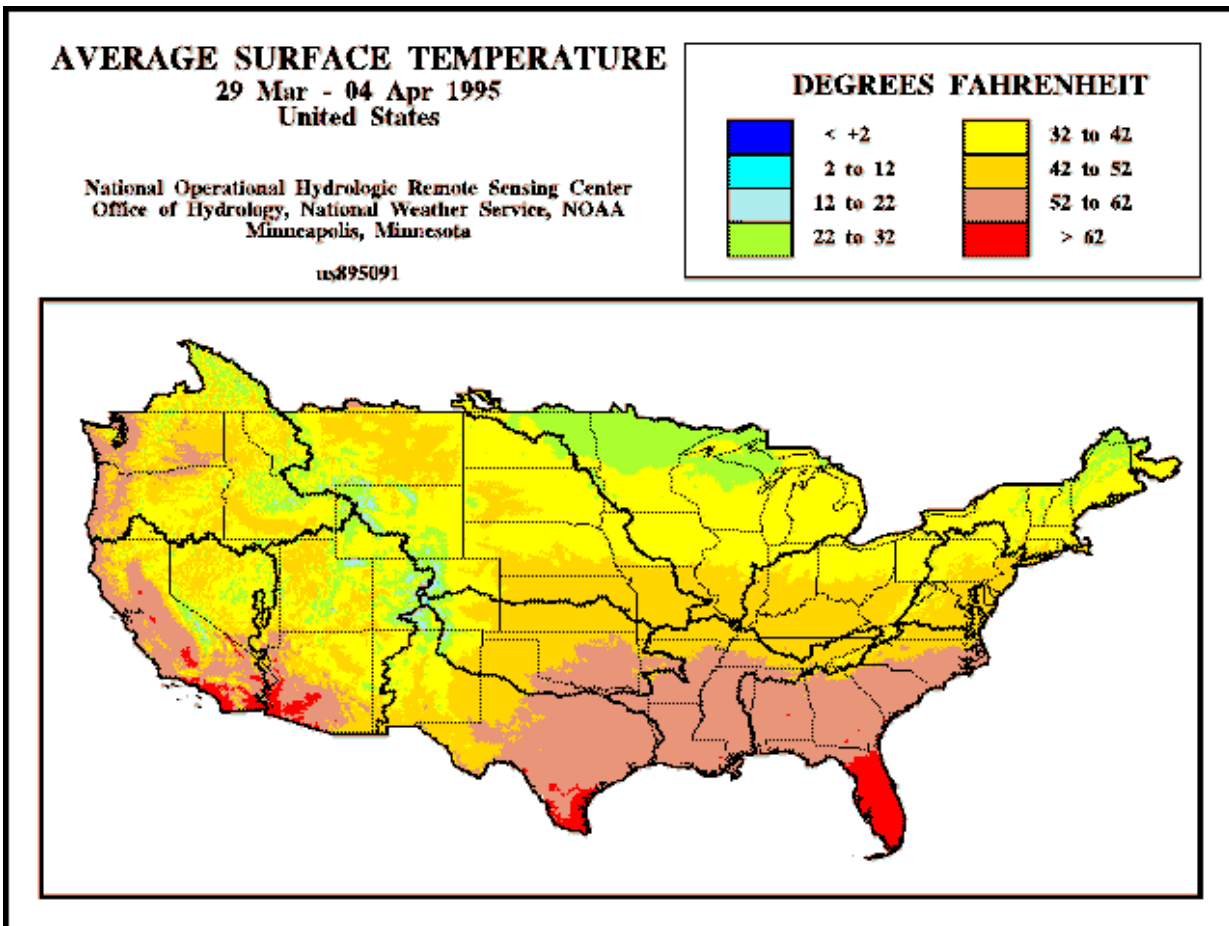 AVERAGE SURFACE TEMPERATURE
29 Mar - 04 Apr 1995
United States
National Operational Hydrologic Remote Sensing Center
Office of Hydrology, National Weather Service, NOAA
Minneapolis, Minnesota
us895091
DEGREES FAHRENHEIT
< +2
2 to 12
12 to 22
22 to 32
32 to 42
42 to 52
52 to 62
> 62